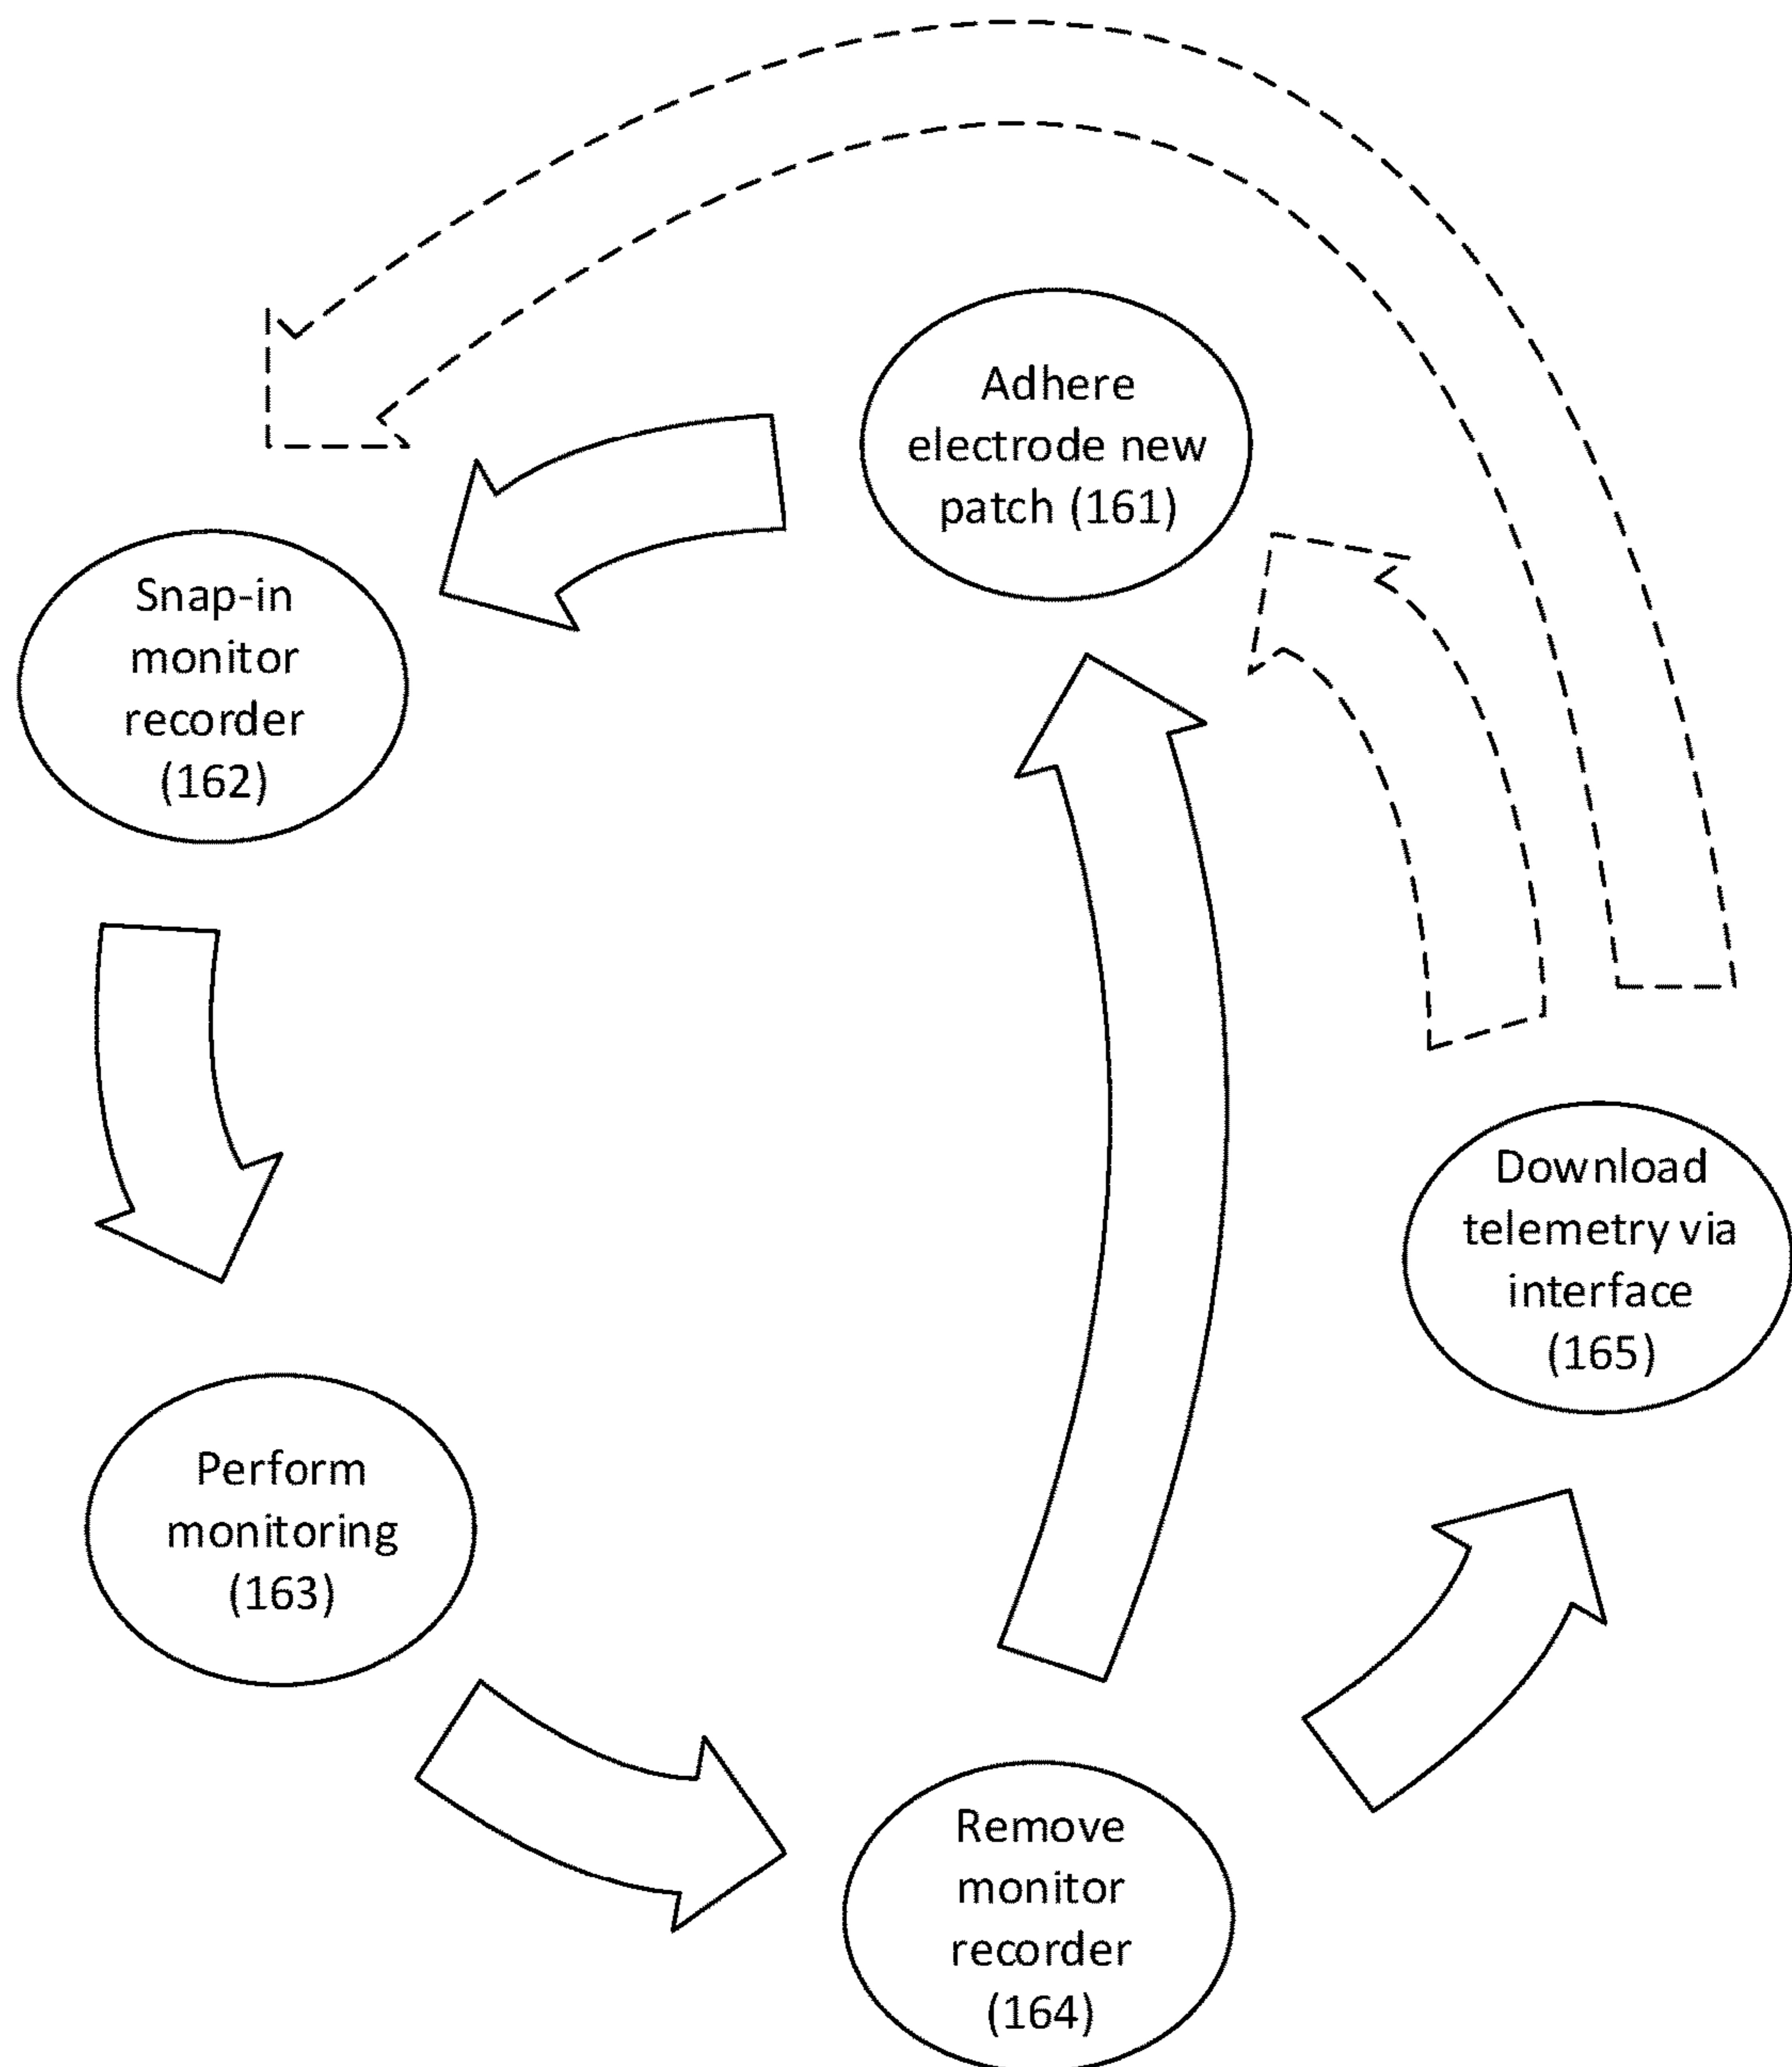 Adhere
electrode new
patch (161)
Snap-in
monitor
recorder
(162)
Perform
monitoring
(163)
Remove
monitor
recorder
(164)
Download
telemetry via
interface
(165)